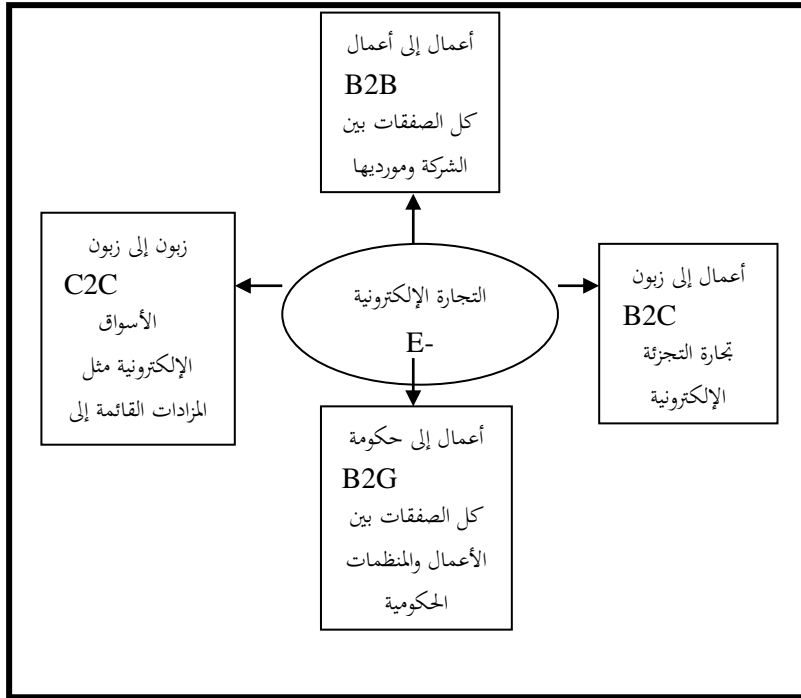 أعمال إلى أعمال
B2B
كل الصفقات بين
الشركة ومورديها
أعمال إلى زبون
B2C
تجارة التجزئة
الإلكترونية
التجارة الإلكترونية
E-
زبون إلى زبون
C2C
الأسواق
الإلكترونية مثل
المزادات القائمة إلى
أعمال إلى حكومة
B2G
كل الصفقات بين
الأعمال والمنظمات
الحكومية